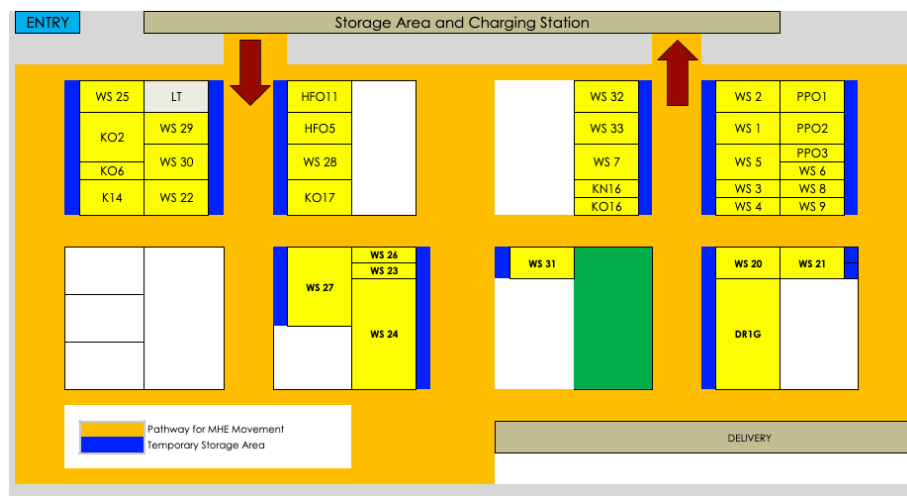 ENTRY
Storage Area and Charging Station
WS 25
LT
KO2
WS 29
WS 30
KO6
K14
WS 22
HFO11
HFO5
WS 28
KO17
WS 32
WS 33
WS 7
KN16
KO16
WS 2
PPO1
WS 1
PPO2
WS 5
PPO3
WS 6
WS 3
WS 8
WS 4
WS 9
WS 27
WS 26
WS 23
WS 24
WS 31
WS 20
WS 21
DR1G
Pathway for MHE Movement
Temporary Storage Area
DELIVERY